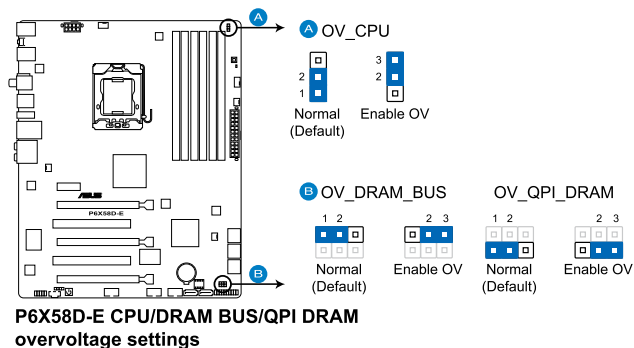 A
A OV_CPU
3
2 2
1
Normal Enable OV
(Default)
B OV_DRAM_BUS OV_QPI_DRAM
ASUS
P6X58D-E
1 2 2 3 1 2 2 3
Normal Enable OV Normal Enable OV
(Default) (Default)
B
P6X58D-E CPU/DRAM BUS/QPI DRAM
overvoltage settings